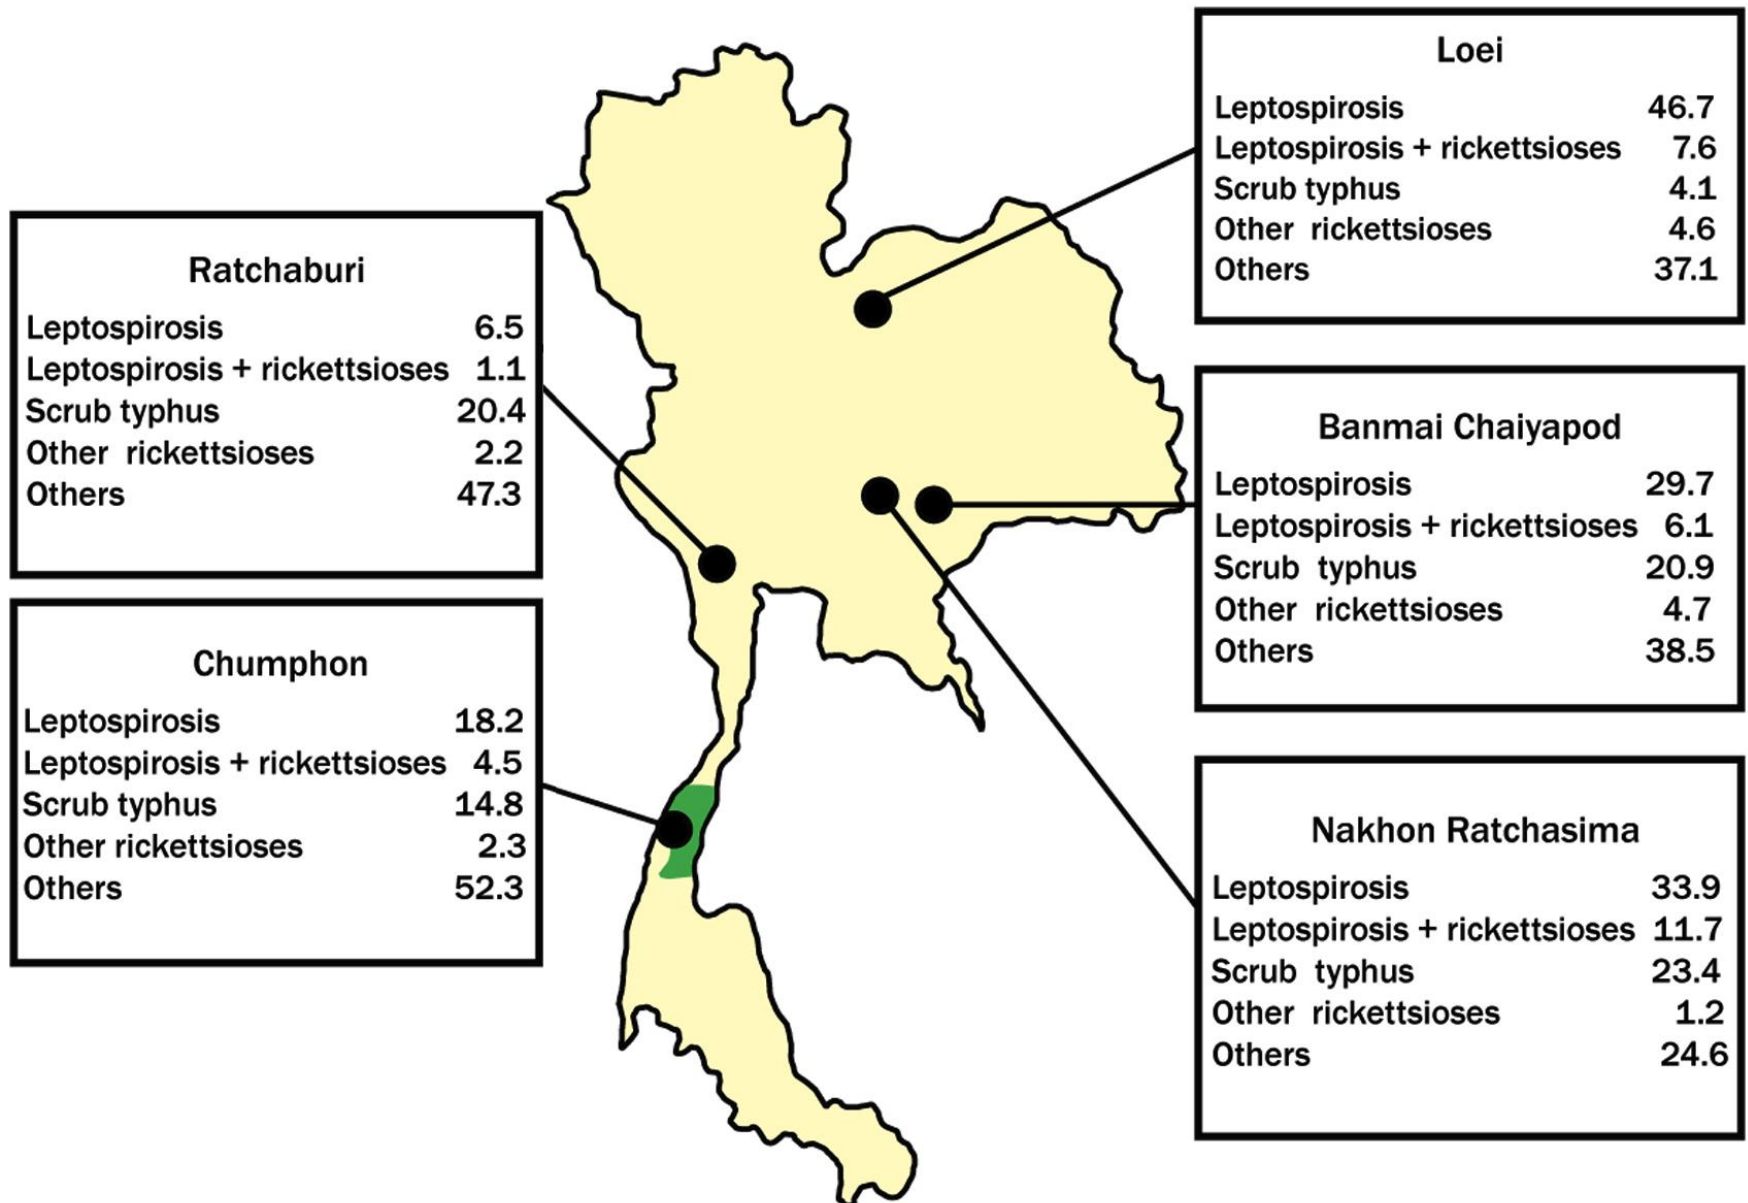 Loei
Leptospirosis 46.7
Leptospirosis + rickettsioses 7.6
Scrub typhus 4.1
Other rickettsioses 4.6
Others 37.1
Ratchaburi
Leptospirosis 6.5
Leptospirosis + rickettsioses 1.1
Scrub typhus 20.4
Other rickettsioses 2.2
Others 47.3
Banmai Chaiyapod
Leptospirosis 29.7
Leptospirosis + rickettsioses 6.1
Scrub typhus 20.9
Other rickettsioses 4.7
Others 38.5
Chumphon
Leptospirosis 18.2
Leptospirosis + rickettsioses 4.5
Scrub typhus 14.8
Other rickettsioses 2.3
Others 52.3
Nakhon Ratchasima
Leptospirosis 33.9
Leptospirosis + rickettsioses 11.7
Scrub typhus 23.4
Other rickettsioses 1.2
Others 24.6